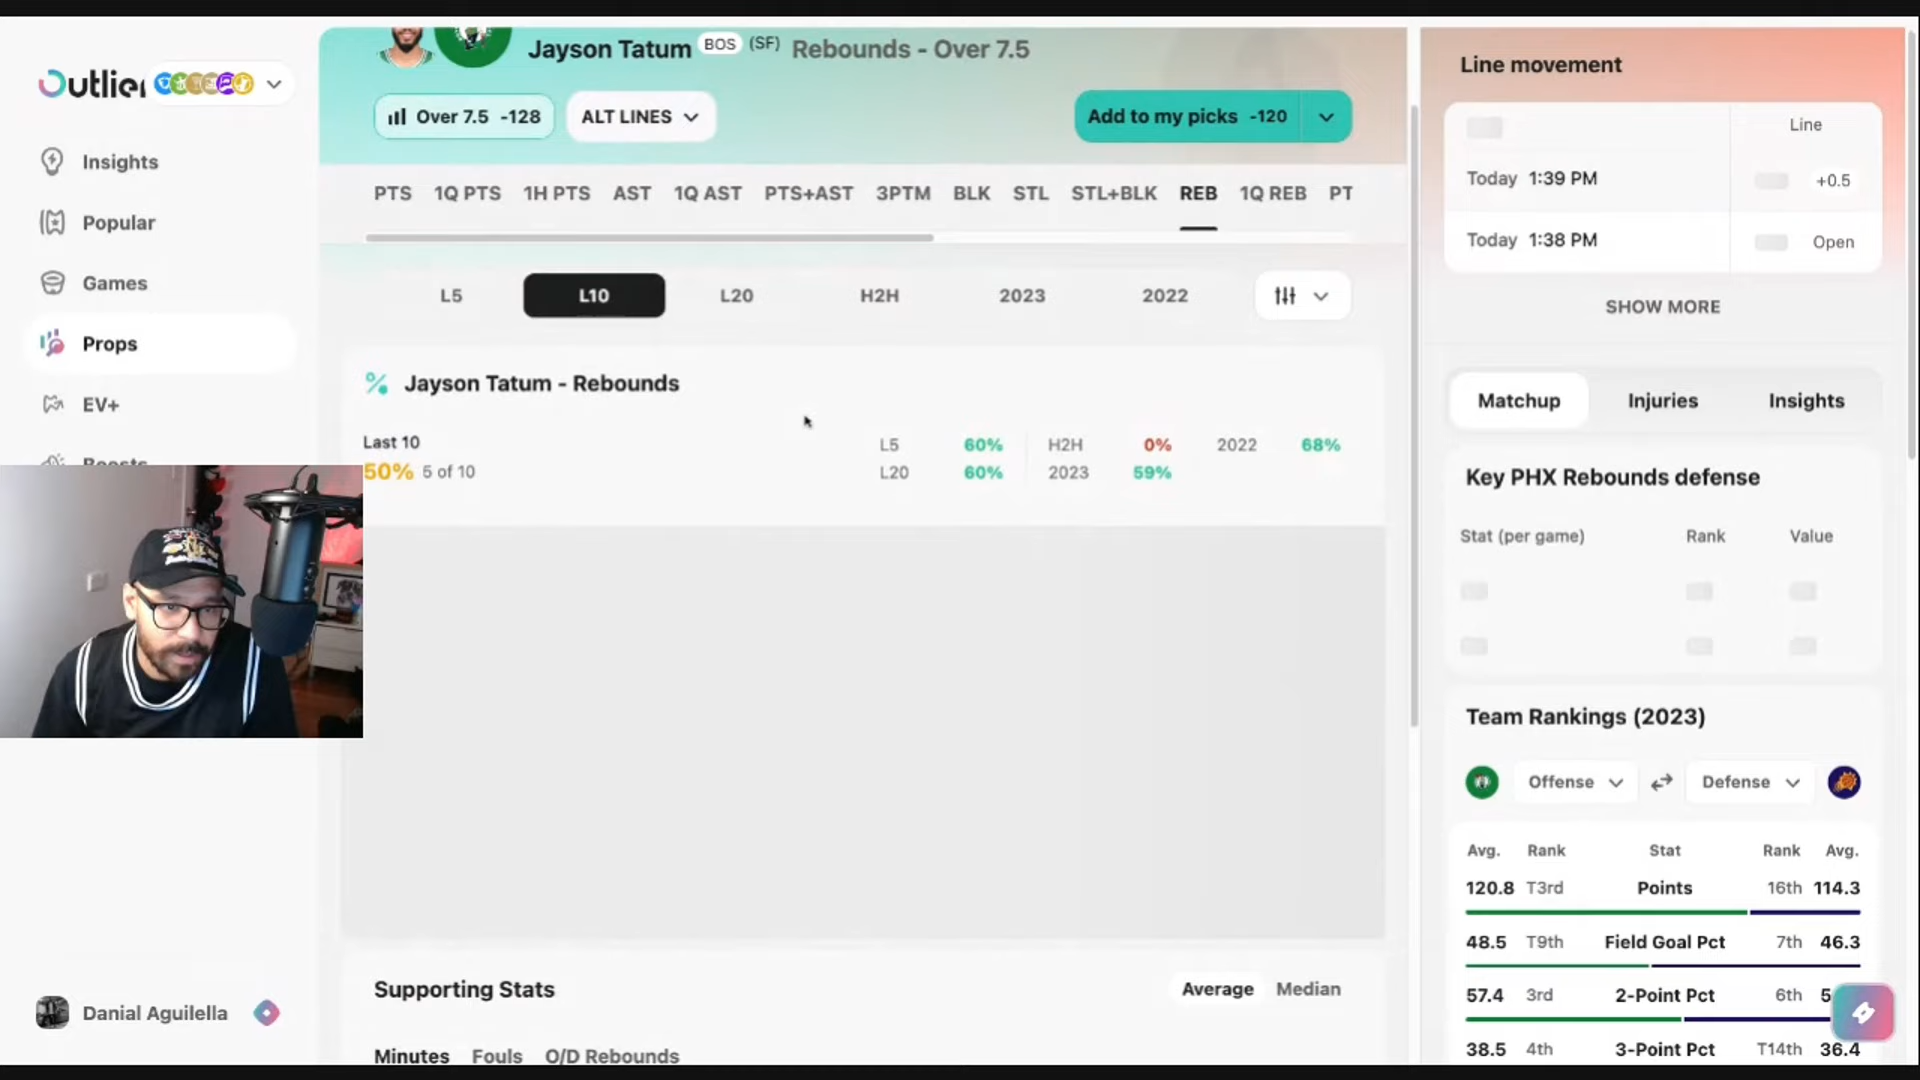 Outlier
Insights
Popular
Games
Props
EV+
Boosts
Danial Aguilella
Jayson Tatum BOS (SF) Rebounds - Over 7.5
Over 7.5 -128
ALT LINES
Add to my picks -120
PTS 1Q PTS 1H PTS AST 1Q AST PTS+AST 3PTM BLK STL STL+BLK REB 1Q REB PT
L5 L10 L20 H2H 2023 2022
Jayson Tatum - Rebounds
Last 10
50% 5 of 10
L5 60% H2H 0% 2022 68%
L20 60% 2023 59%
Supporting Stats
Average Median
Minutes Fouls O/D Rebounds
Line movement
Line
Today 1:39 PM +0.5
Today 1:38 PM Open
SHOW MORE
Matchup Injuries Insights
Key PHX Rebounds defense
Stat (per game) Rank Value
Team Rankings (2023)
Offense Defense
Avg. Rank Stat Rank Avg.
120.8 T3rd Points 16th 114.3
48.5 T9th Field Goal Pct 7th 46.3
57.4 3rd 2-Point Pct 6th 5
38.5 4th 3-Point Pct T14th 36.4